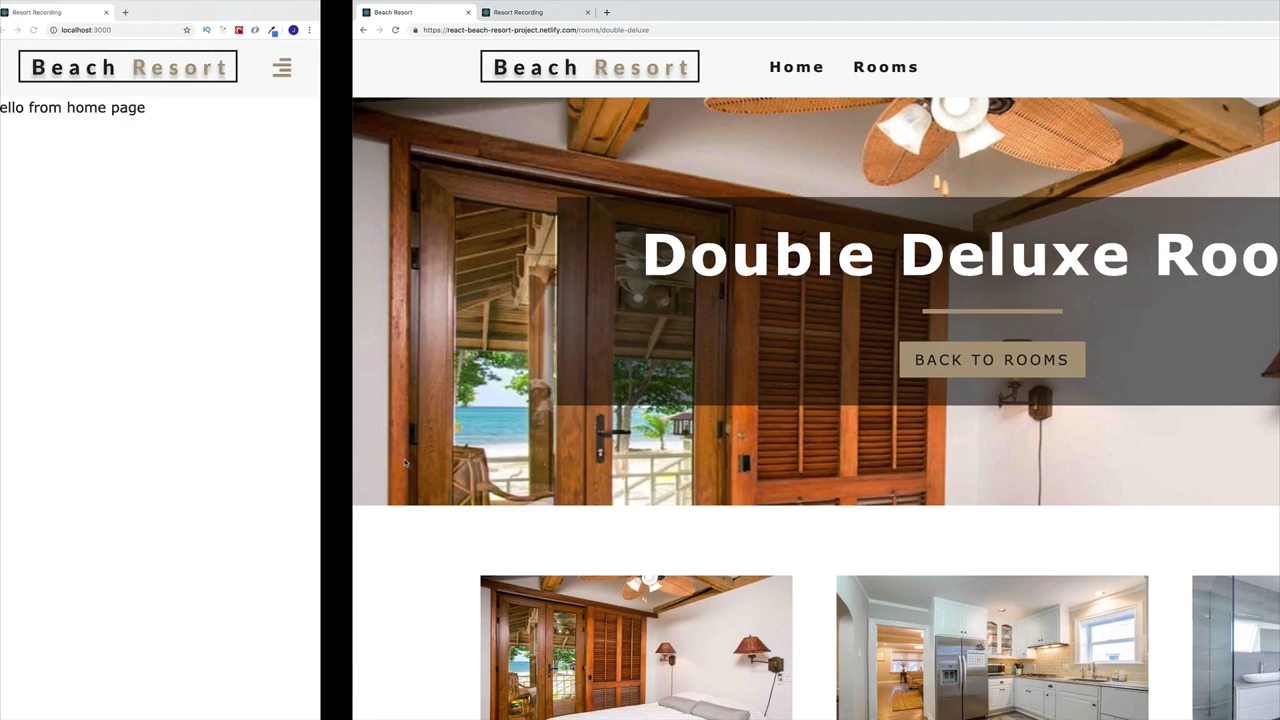 Resort Recording
localhost:3000
Beach Resort
ello from home page
Beach Resort
Resort Recording
https://react-beach-resort-project.netlify.com/rooms/double-deluxe
Beach Resort
Home
Rooms
Double Deluxe Roo
BACK TO ROOMS